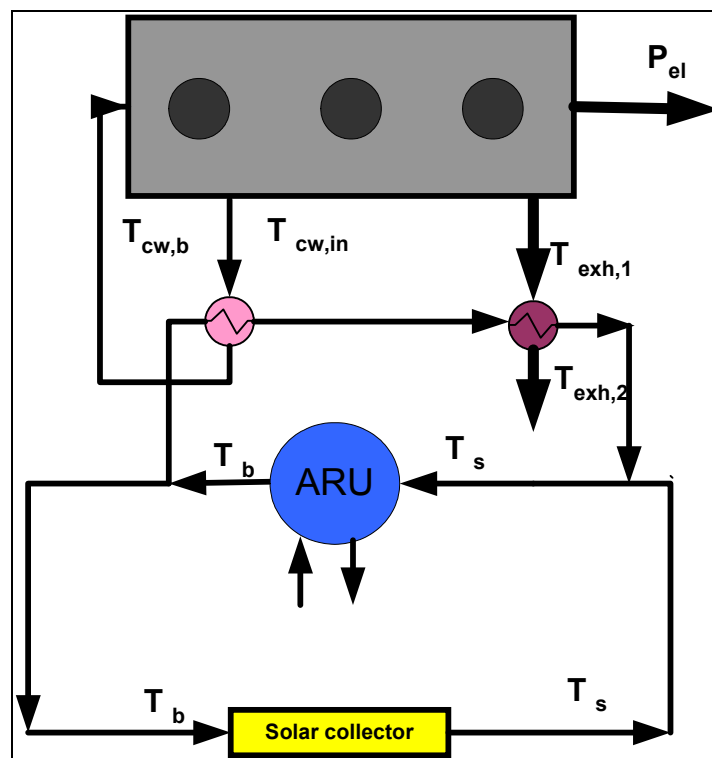 P el
T cw,b
T cw,in
T exh,1
T exh,2
T b
T s
ARU
T b
T s
Solar collector